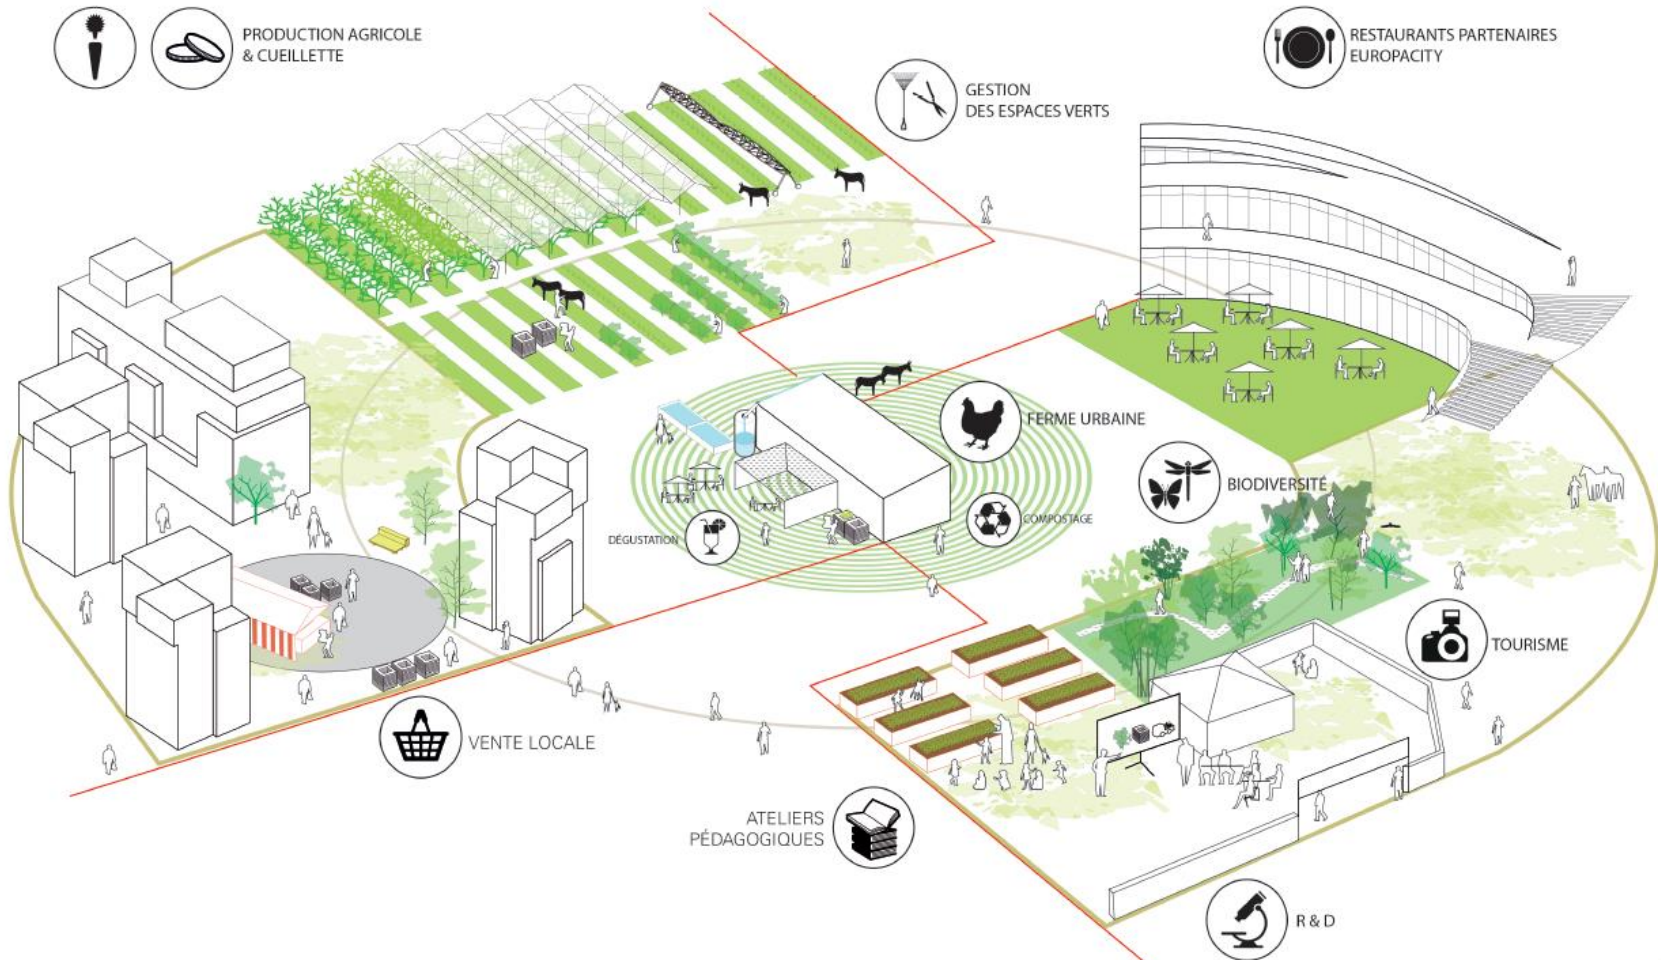 PRODUCTION AGRICOLE
& CUEILLETTE
RESTAURANTS PARTENAIRES
EUROPACITY
GESTION
DES ESPACES VERTS
FERME URBAINE
BIODIVERSITÉ
COMPOSTAGE
DÉGUSTATION
TOURISME
VENTE LOCALE
ATELIERS
PÉDAGOGIQUES
R & D